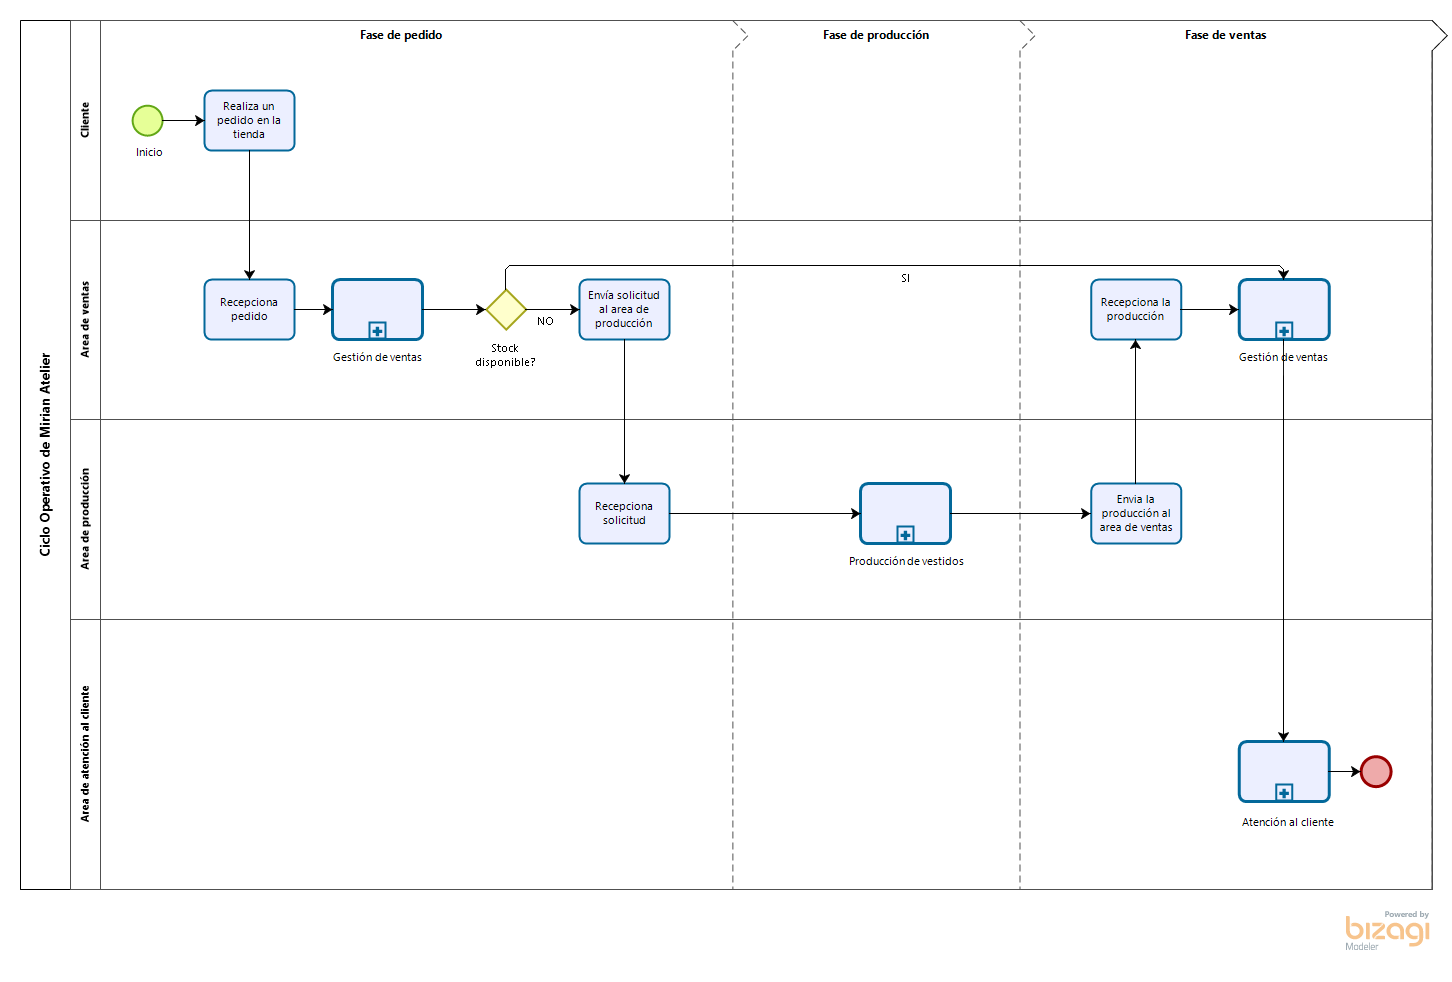 Fase de pedido
Fase de producción
Fase de ventas
Ciclo Operativo de Mirian Atelier
Cliente
Inicio
Realiza un
pedido en la
tienda
Area de ventas
Recepciona
pedido
Gestión de ventas
Stock
disponible?
NO
SI
Envía solicitud
al area de
producción
Recepciona la
producción
Gestión de ventas
Area de producción
Recepciona
solicitud
Producción de vestidos
Envia la
producción al
area de ventas
Area de atención al cliente
Atención al cliente
Powered by
bizagi
Modeler